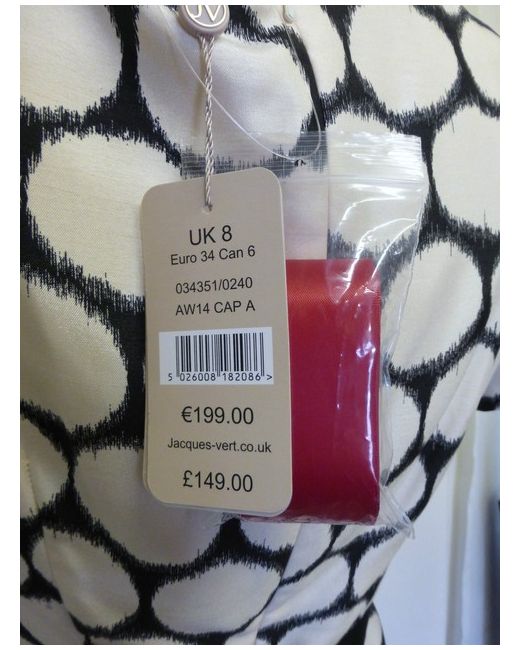 JV
UK 8
Euro 34 Can 6
034351/0240
AW14 CAP A
5 026008 182086 >
€199.00
Jacques-vert.co.uk
£149.00